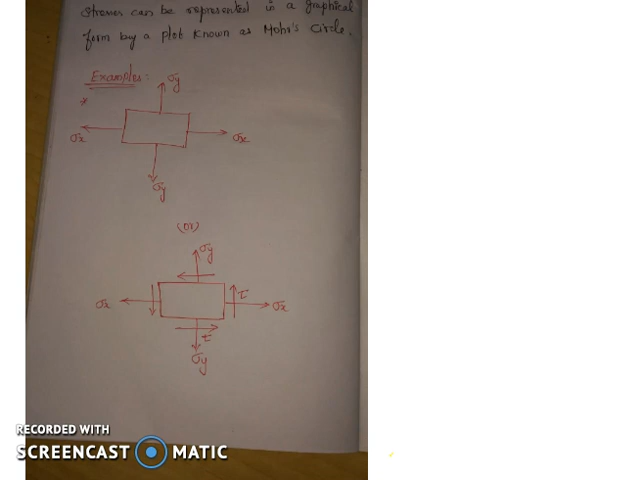 Stresses can be represented in a graphical
form by a plot known as Mohr's Circle.
Examples:
*
σy
σx
σx
σy
(or)
σy
τ
σx
σx
τ
σy
RECORDED WITH
SCREENCAST MATIC